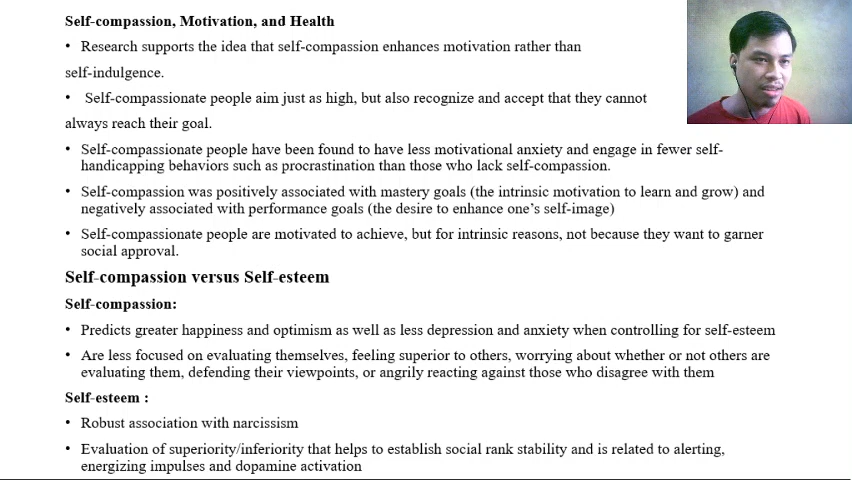 Self-compassion, Motivation, and Health
• Research supports the idea that self-compassion enhances motivation rather than
self-indulgence.
• Self-compassionate people aim just as high, but also recognize and accept that they cannot
always reach their goal.
• Self-compassionate people have been found to have less motivational anxiety and engage in fewer self-
handicapping behaviors such as procrastination than those who lack self-compassion.
• Self-compassion was positively associated with mastery goals (the intrinsic motivation to learn and grow) and
negatively associated with performance goals (the desire to enhance one’s self-image)
• Self-compassionate people are motivated to achieve, but for intrinsic reasons, not because they want to garner
social approval.
Self-compassion versus Self-esteem
Self-compassion:
• Predicts greater happiness and optimism as well as less depression and anxiety when controlling for self-esteem
• Are less focused on evaluating themselves, feeling superior to others, worrying about whether or not others are
evaluating them, defending their viewpoints, or angrily reacting against those who disagree with them
Self-esteem :
• Robust association with narcissism
• Evaluation of superiority/inferiority that helps to establish social rank stability and is related to alerting,
energizing impulses and dopamine activation